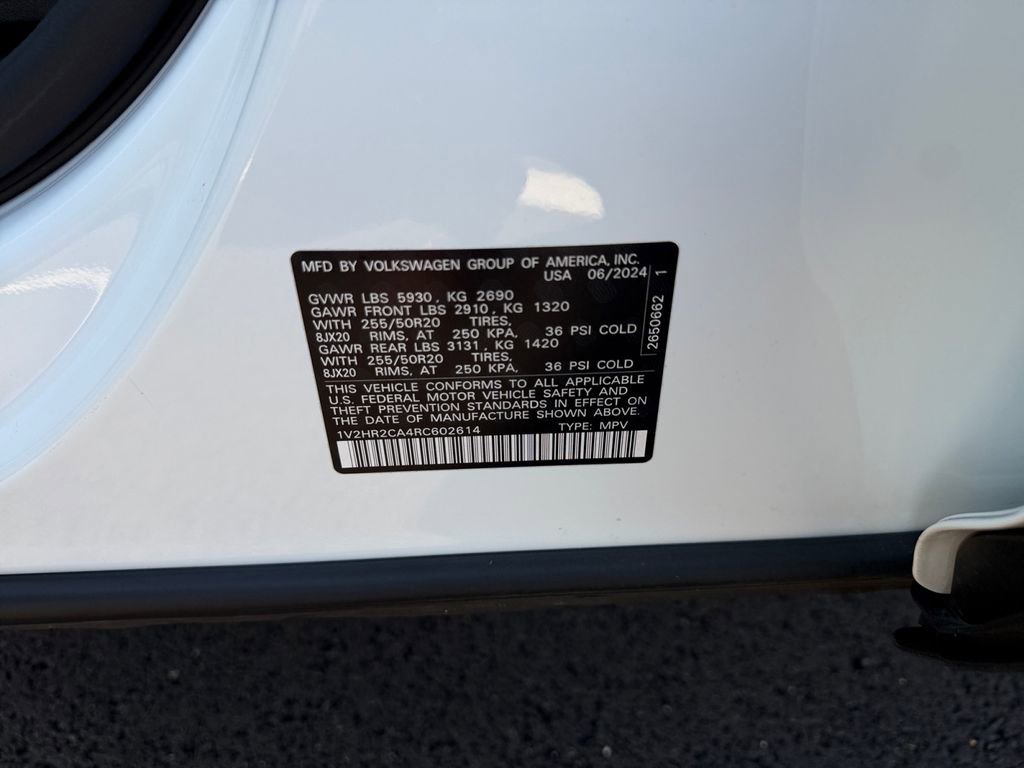 MFD BY VOLKSWAGEN GROUP OF AMERICA, INC.
USA 06/2024
GVWR LBS 5930, KG 2690
GAWR FRONT LBS 2910, KG 1320
WITH 255/50R20 TIRES,
8JX20 RIMS, AT 250 KPA, 36 PSI COLD
GAWR REAR LBS 3131, KG 1420
WITH 255/50R20 TIRES,
8JX20 RIMS, AT 250 KPA, 36 PSI COLD
THIS VEHICLE CONFORMS TO ALL APPLICABLE
U.S. FEDERAL MOTOR VEHICLE SAFETY AND
THEFT PREVENTION STANDARDS IN EFFECT ON
THE DATE OF MANUFACTURE SHOWN ABOVE.
1V2HR2CA4RC602614 TYPE: MPV
2650662 1